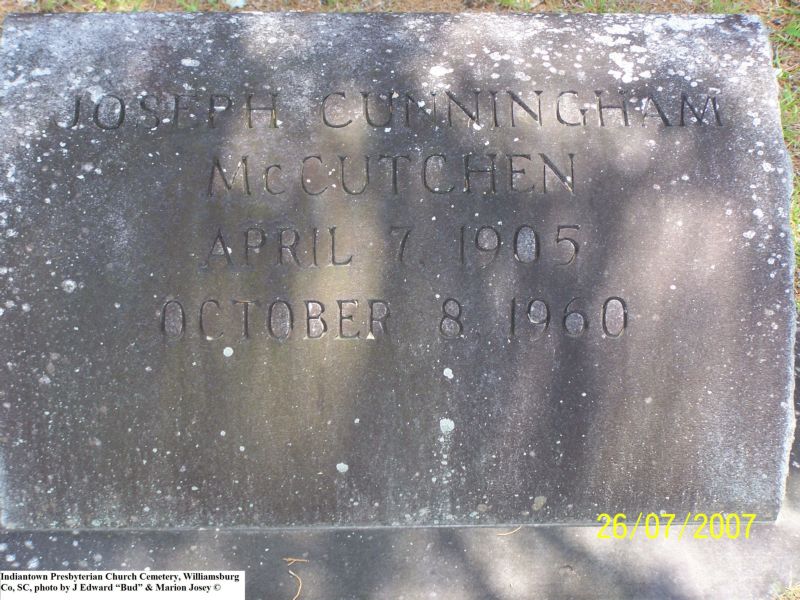 JOSEPH CUNNINGHAM
McCUTCHEN
APRIL 7, 1905
OCTOBER 8, 1960
26/07/2007
Indiantown Presbyterian Church Cemetery, Williamsburg
Co, SC, photo by J Edward “Bud” & Marion Josey ©